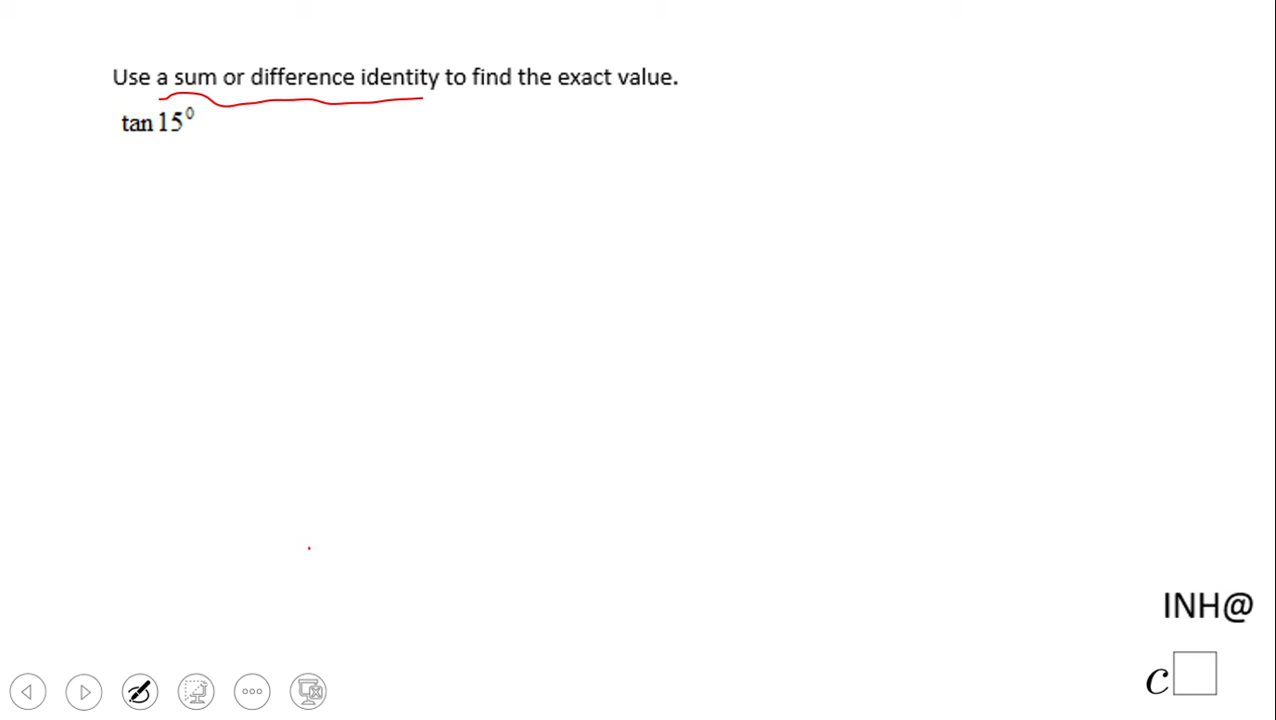 Use a sum or difference identity to find the exact value.
tan 15⁰
INH@
c